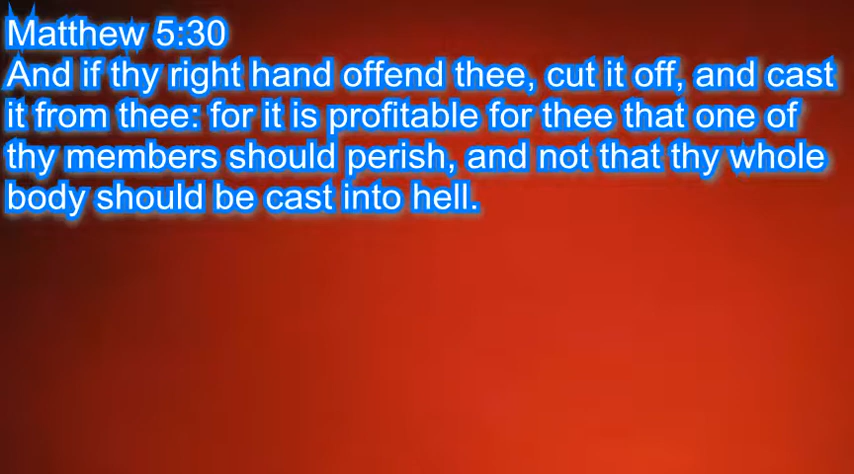 Matthew 5:30
And if thy right hand offend thee, cut it off, and cast
it from thee: for it is profitable for thee that one of
thy members should perish, and not that thy whole
body should be cast into hell.